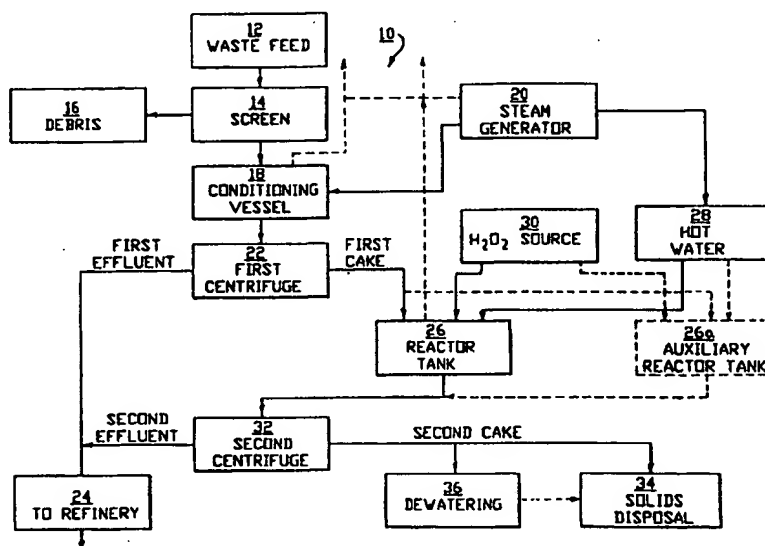 12
WASTE FEED
10
16
DEBRIS
14
SCREEN
20
STEAM
GENERATOR
18
CONDITIONING
VESSEL
30
H₂O₂ SOURCE
28
HOT
WATER
FIRST
EFFLUENT
22
FIRST
CENTRIFUGE
FIRST
CAKE
26
REACTOR
TANK
26a
AUXILIARY
REACTOR TANK
SECOND
EFFLUENT
32
SECOND
CENTRIFUGE
SECOND CAKE
24
TO REFINERY
36
DEWATERING
34
SOLIDS
DISPOSAL